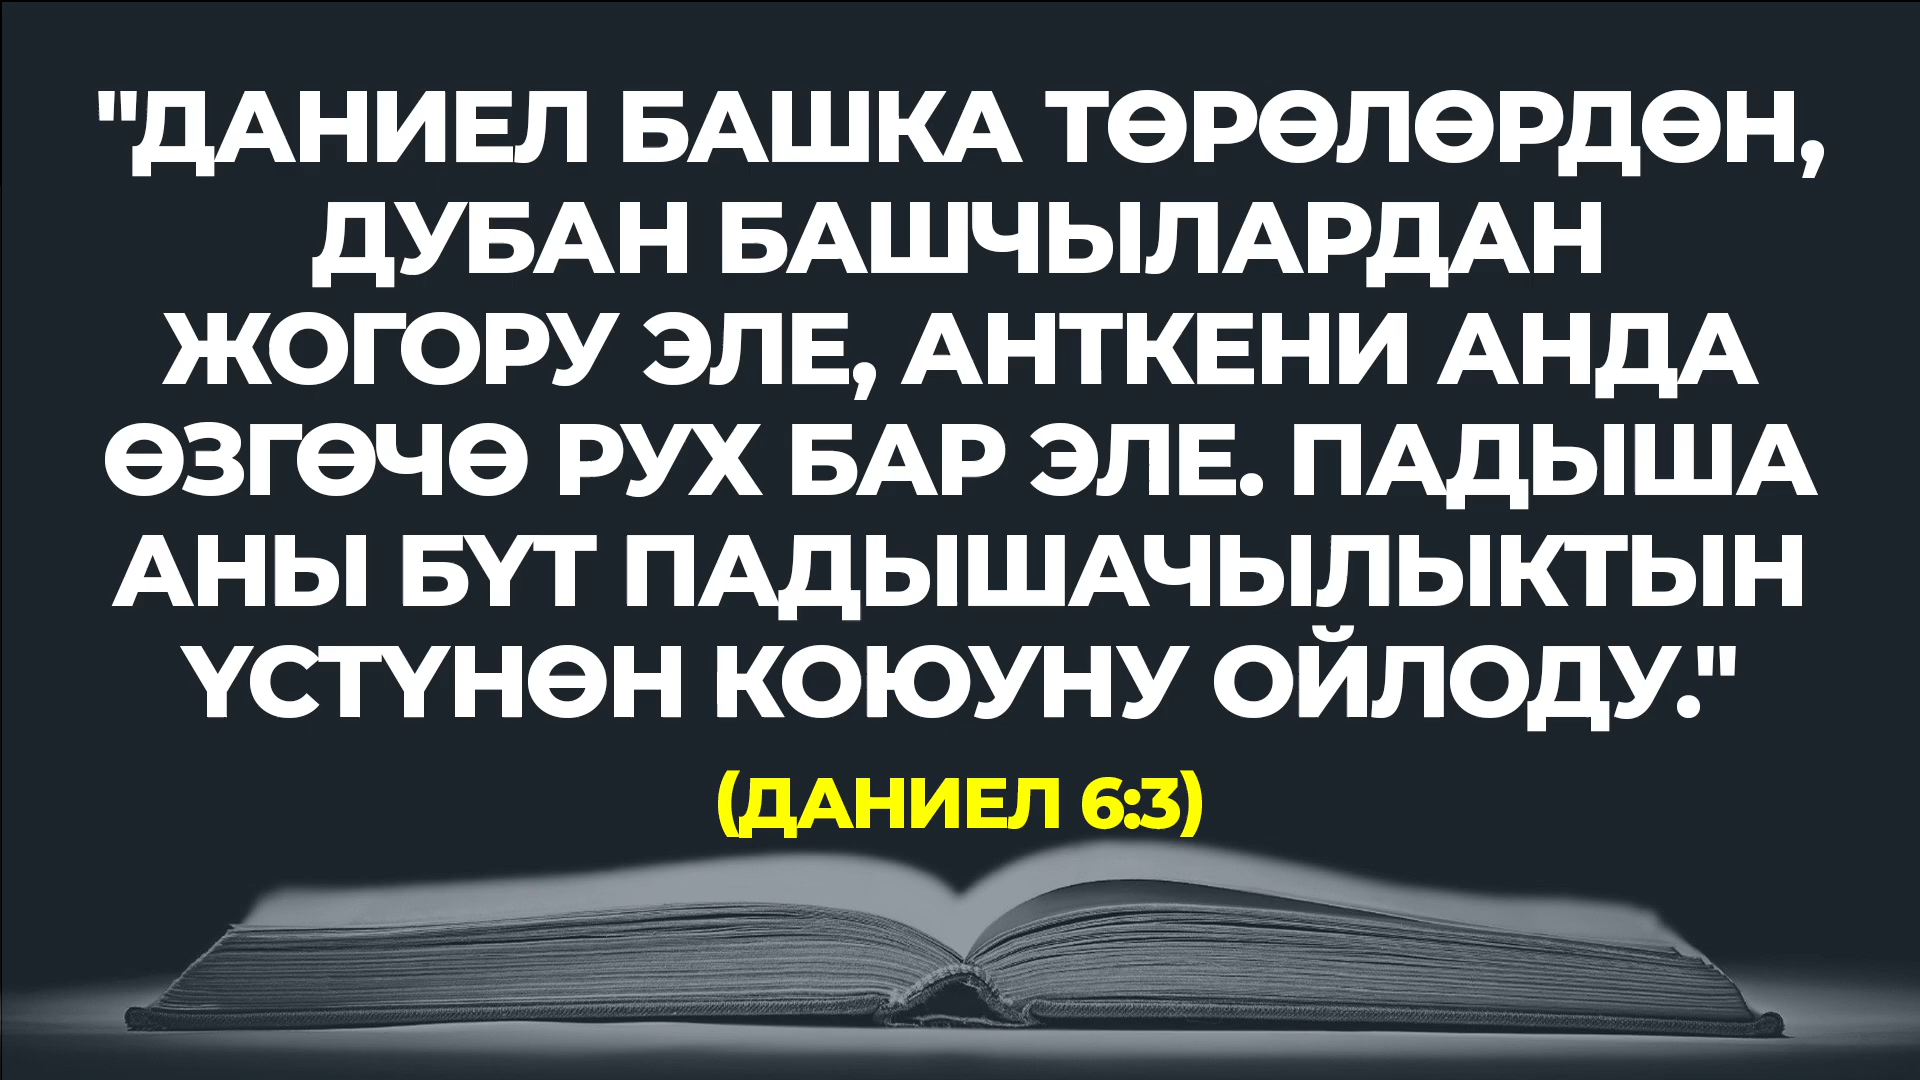 "ДАНИЕЛ БАШКА ТӨРӨЛӨРДӨН,
ДУБАН БАШЧЫЛАРДАН
ЖОГОРУ ЭЛЕ, АНТКЕНИ АНДА
ӨЗГӨЧӨ РУХ БАР ЭЛЕ. ПАДЫША
АНЫ БҮТ ПАДЫШАЧЫЛЫКТЫН
ҮСТҮНӨН КОЮУНУ ОЙЛОДУ."
(ДАНИЕЛ 6:3)